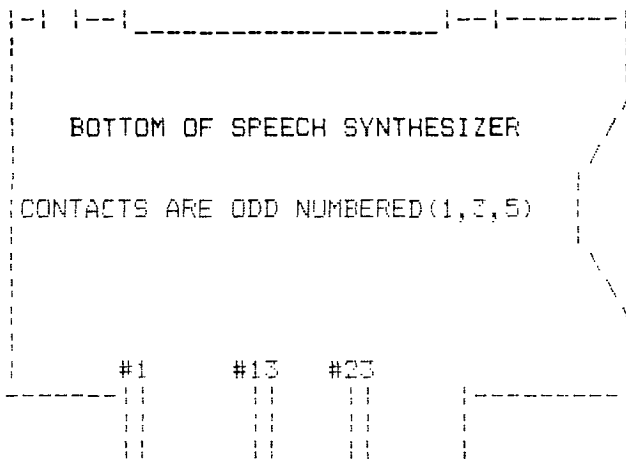 BOTTOM OF SPEECH SYNTHESIZER
CONTACTS ARE ODD NUMBERED(1,3,5)
#1 #13 #23